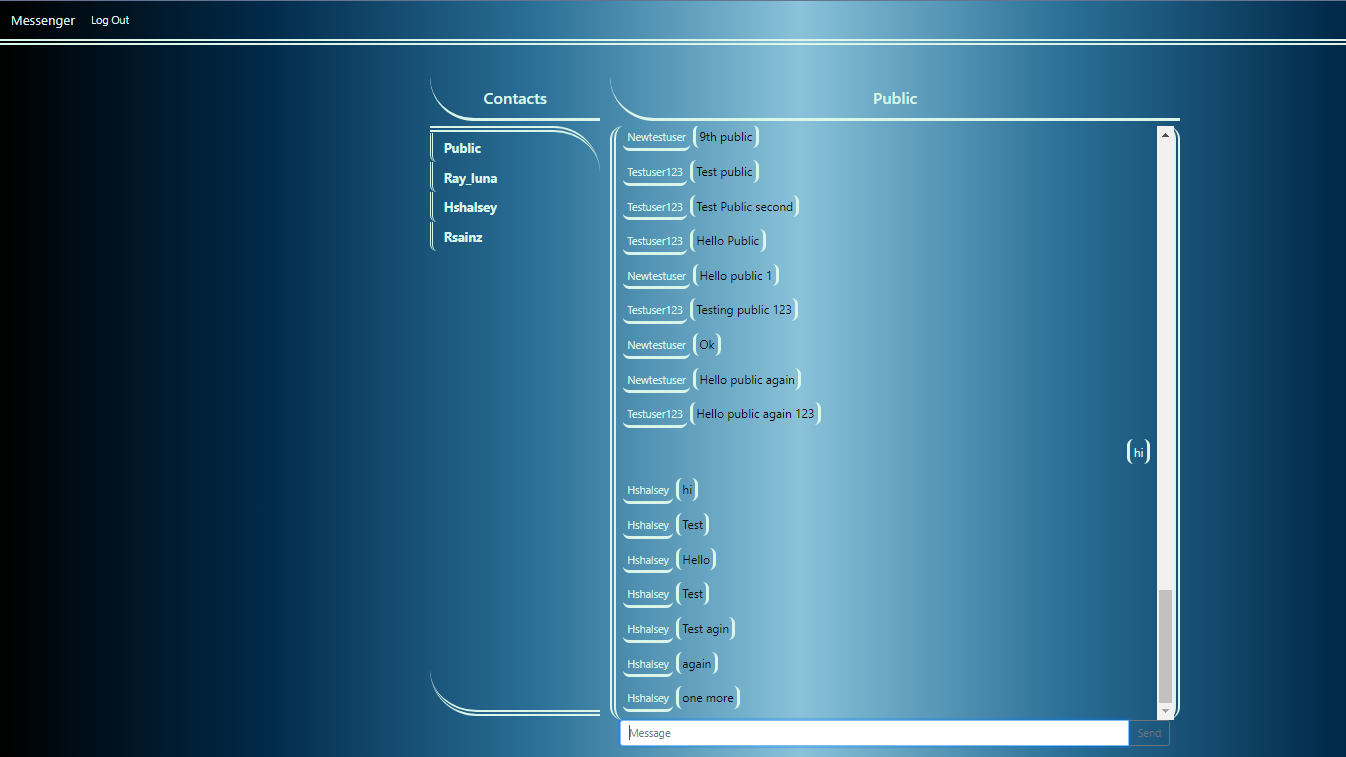 Messenger Log Out
Contacts
Public
Ray_luna
Hshalsey
Rsainz
Public
Newtestuser 9th public
Testuser123 Test public
Testuser123 Test Public second
Testuser123 Hello Public
Newtestuser Hello public 1
Testuser123 Testing public 123
Newtestuser Ok
Newtestuser Hello public again
Testuser123 Hello public again 123
hi
Hshalsey hi
Hshalsey Test
Hshalsey Hello
Hshalsey Test
Hshalsey Test agin
Hshalsey again
Hshalsey one more
Message Send